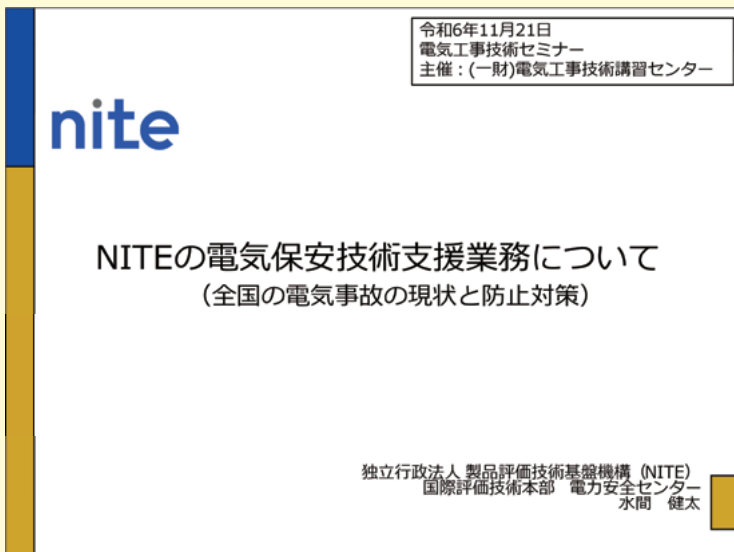 令和6年11月21日
電気工事技術セミナー
主催：(一財)電気工事技術講習センター
nite
NITEの電気保安技術支援業務について
（全国の電気事故の現状と防止対策）
独立行政法人 製品評価技術基盤機構（NITE）
国際評価技術本部　電力安全センター
水間　健太